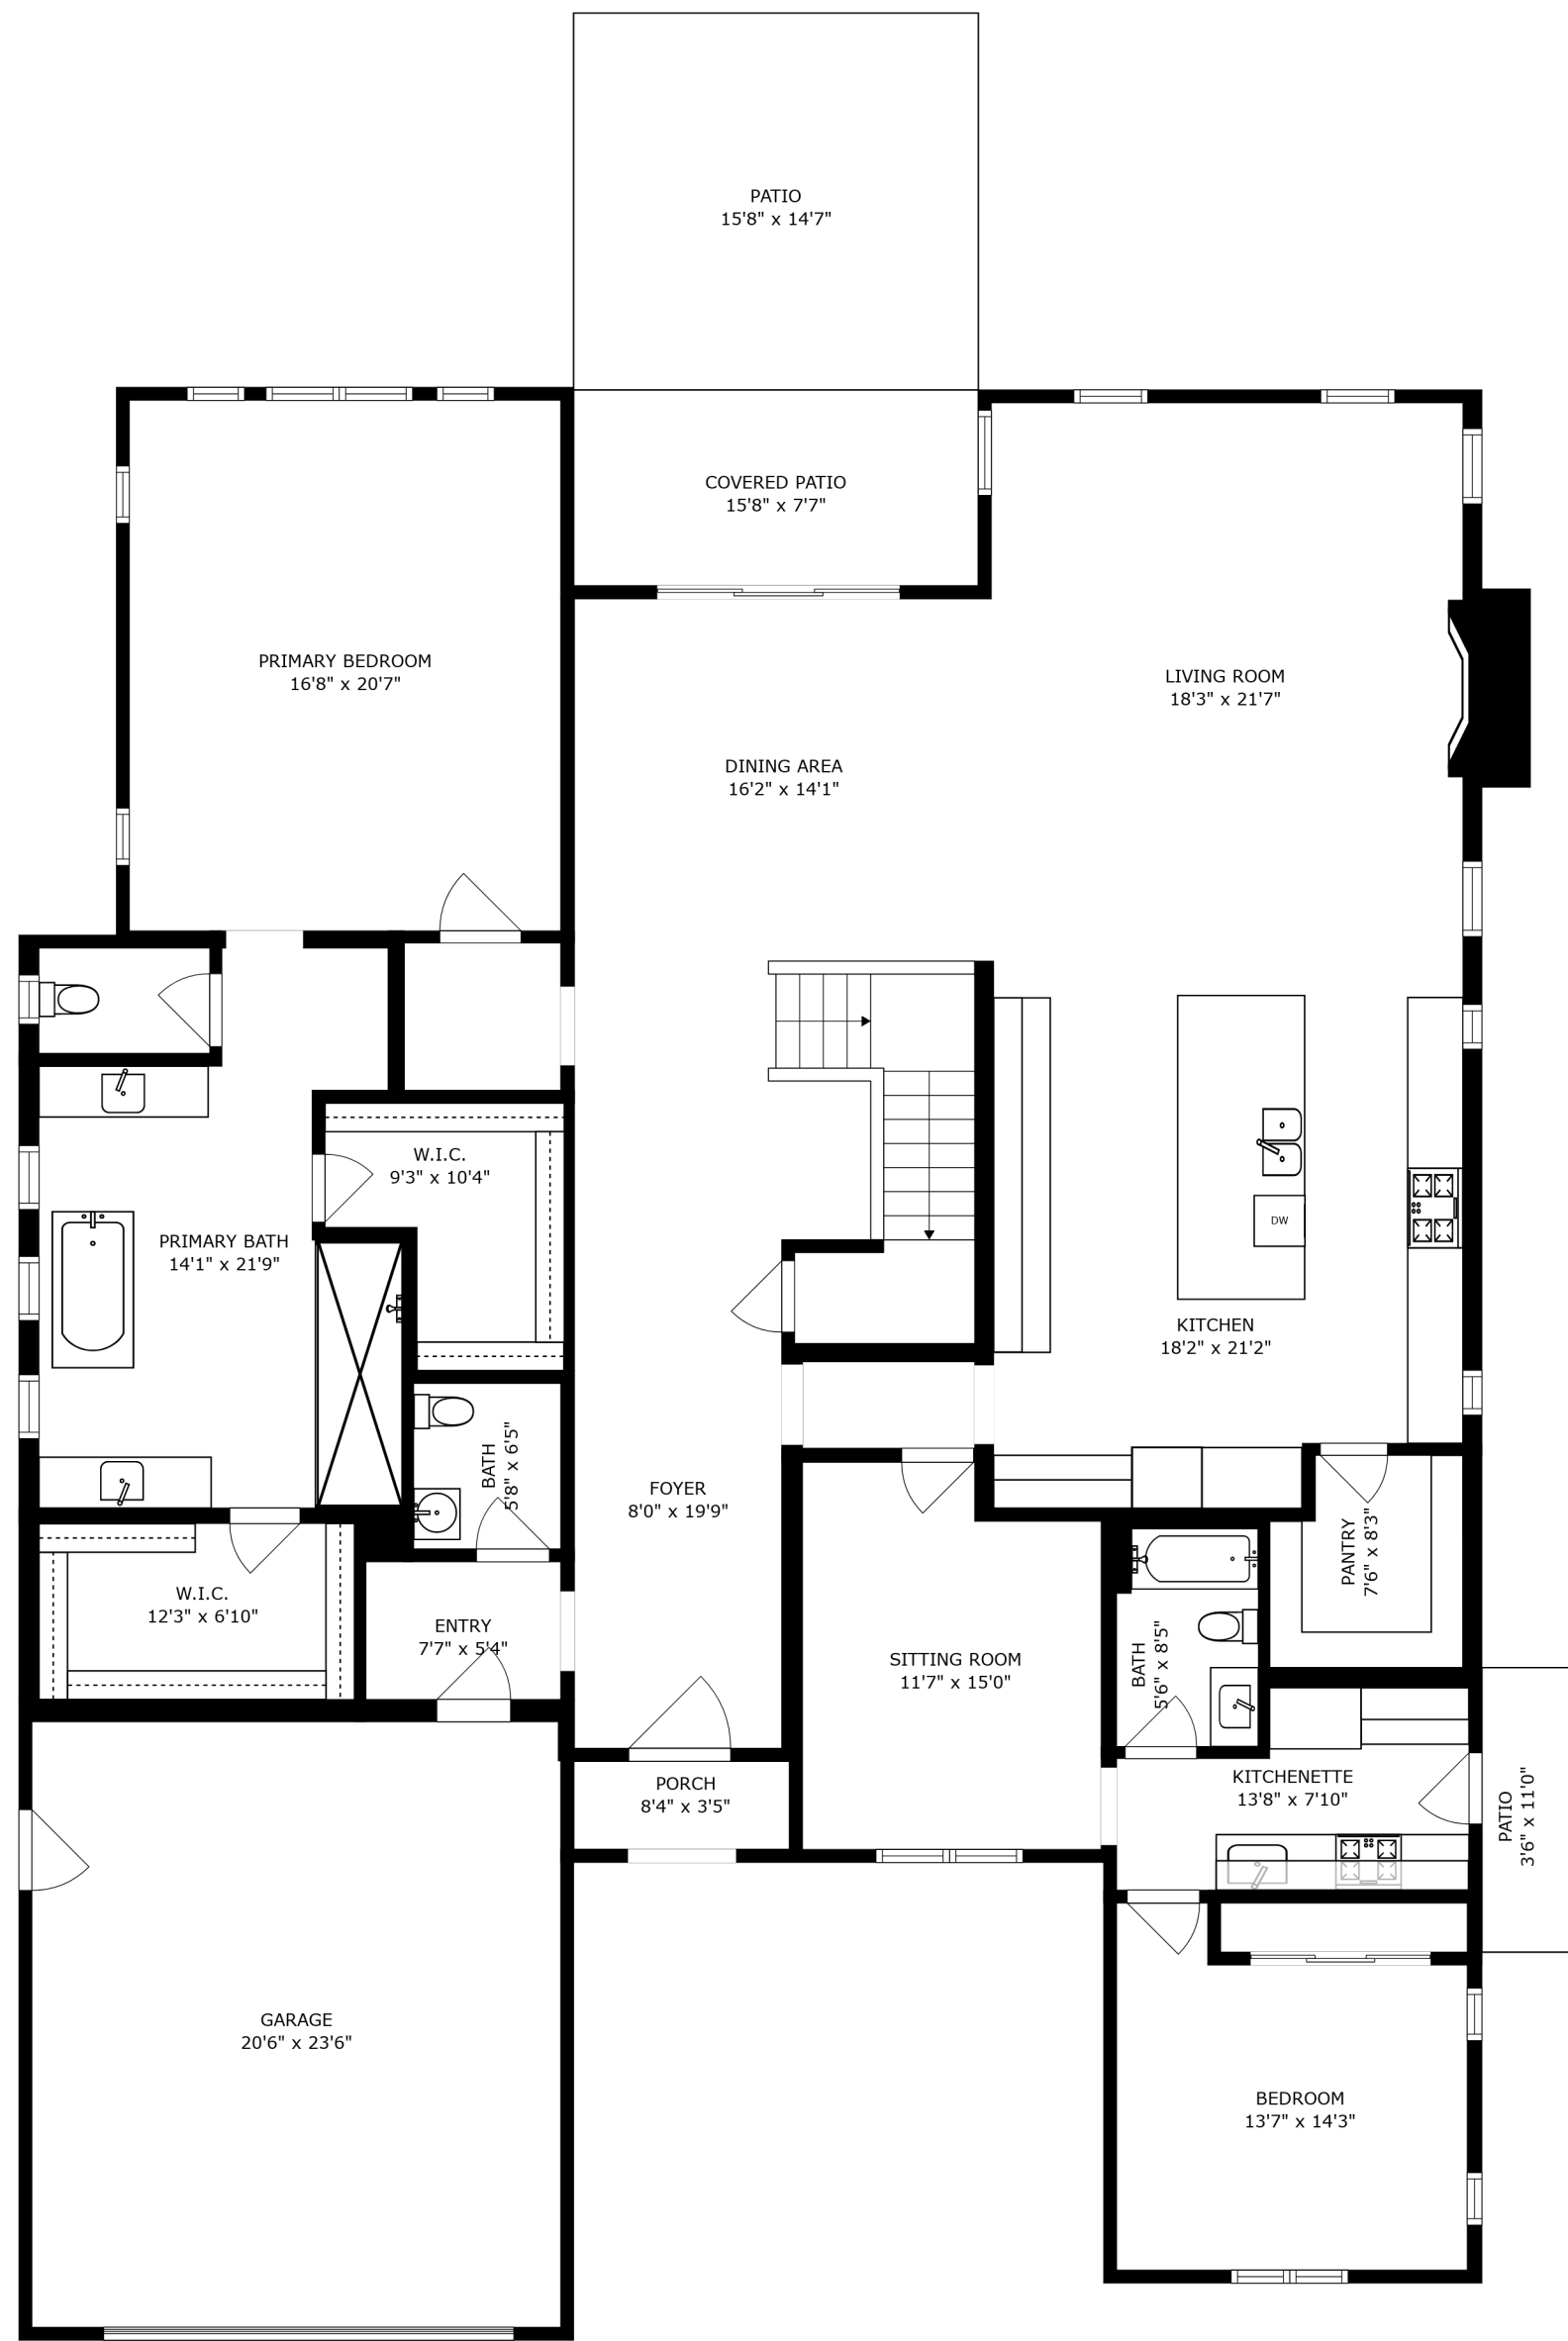 PATIO
15'8" x 14'7"
COVERED PATIO
15'8" x 7'7"
PRIMARY BEDROOM
16'8" x 20'7"
LIVING ROOM
18'3" x 21'7"
DINING AREA
16'2" x 14'1"
W.I.C.
9'3" x 10'4"
PRIMARY BATH
14'1" x 21'9"
DW
KITCHEN
18'2" x 21'2"
BATH
5'8" x 6'5"
FOYER
8'0" x 19'9"
PANTRY
7'6" x 8'3"
W.I.C.
12'3" x 6'10"
ENTRY
7'7" x 5'4"
SITTING ROOM
11'7" x 15'0"
BATH
5'6" x 8'5"
PORCH
8'4" x 3'5"
KITCHENETTE
13'8" x 7'10"
PATIO
3'6" x 11'0"
GARAGE
20'6" x 23'6"
BEDROOM
13'7" x 14'3"